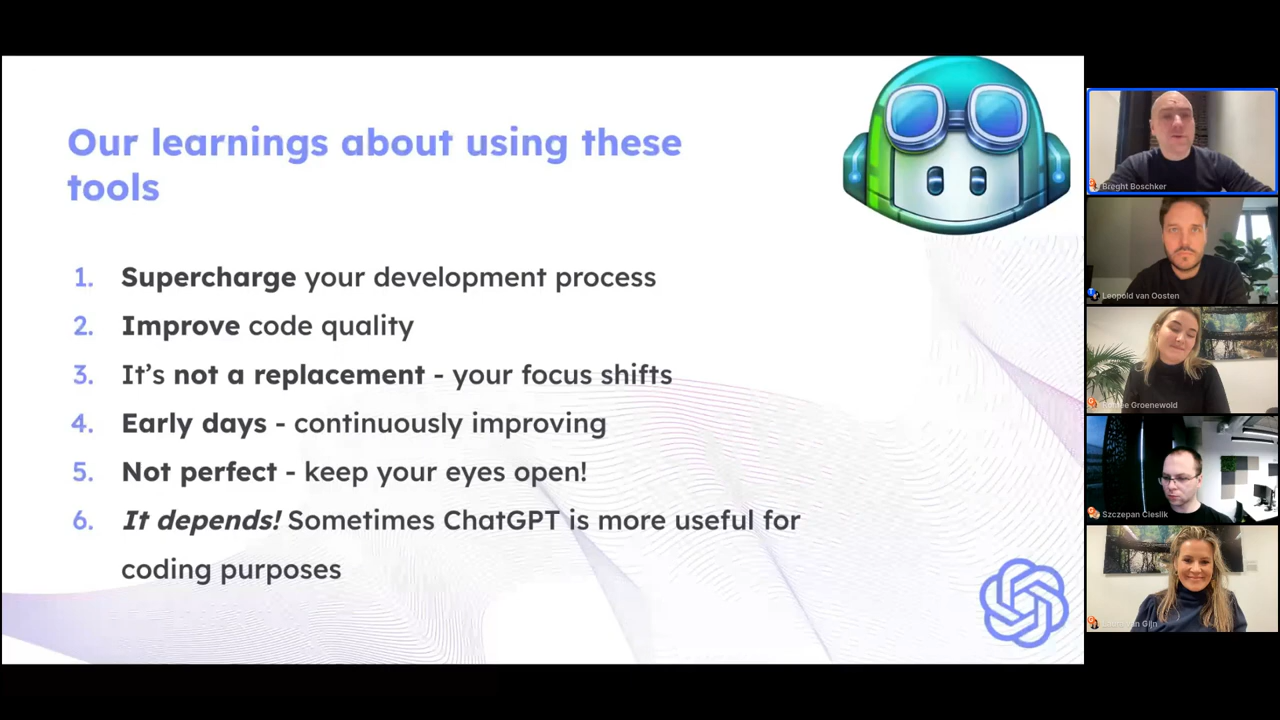 Our learnings about using these
tools
1. Supercharge your development process
2. Improve code quality
3. It’s not a replacement - your focus shifts
4. Early days - continuously improving
5. Not perfect - keep your eyes open!
6. It depends! Sometimes ChatGPT is more useful for
coding purposes
Breght Boschker
Leopold van Oosten
Groenewold
Szczepan Cieslik
Gijn